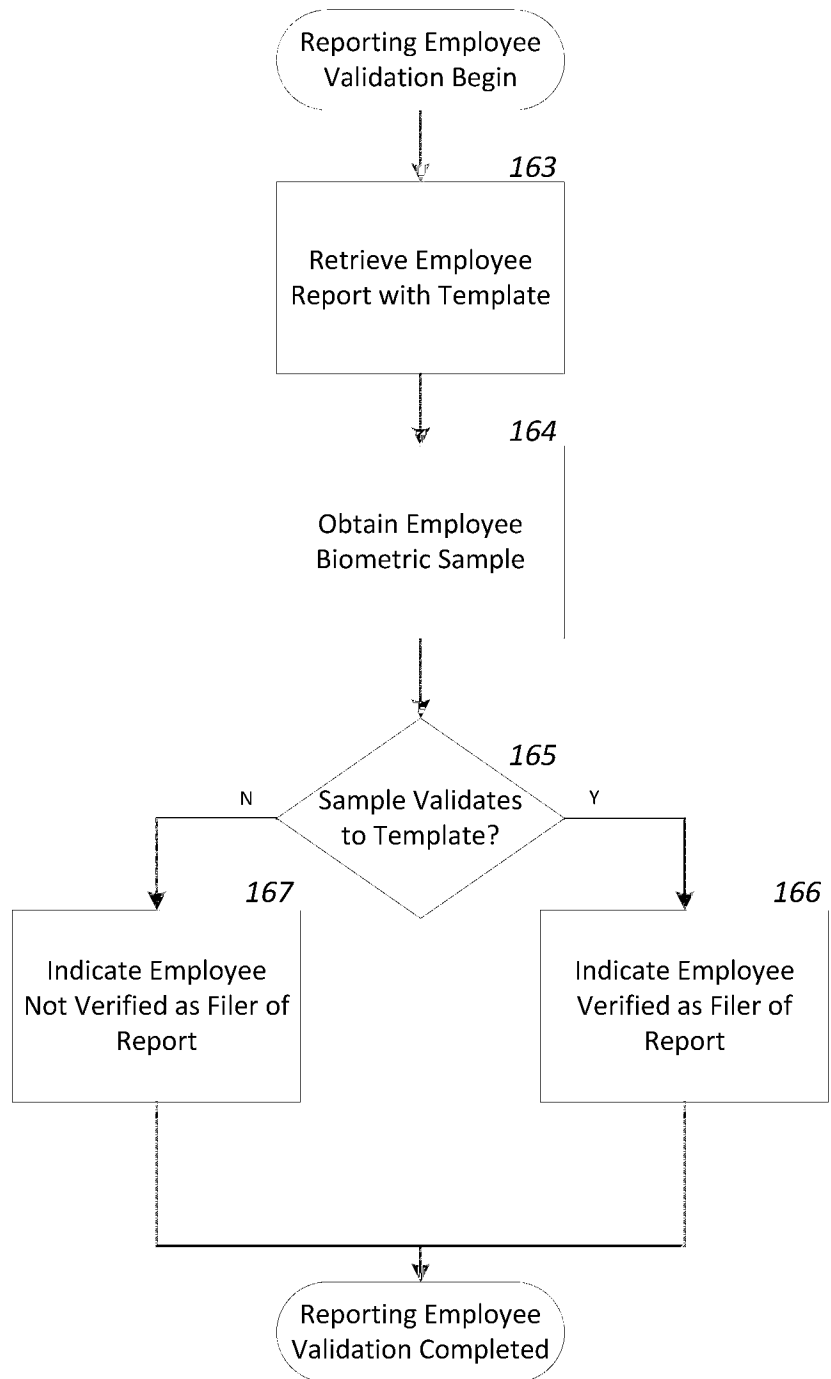 Reporting Employee
Validation Begin
163
Retrieve Employee
Report with Template
164
Obtain Employee
Biometric Sample
165
N
Sample Validates
to Template?
Y
167
166
Indicate Employee
Not Verified as Filer of
Report
Indicate Employee
Verified as Filer of
Report
Reporting Employee
Validation Completed